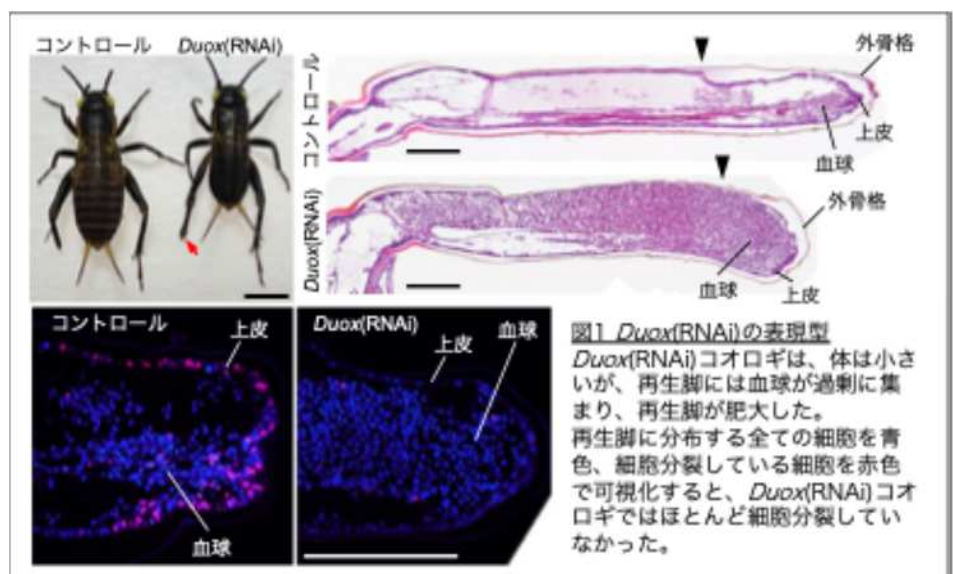 コントロール
Duox(RNAi)
コントロール
外骨格
上皮
血球
Duox(RNAi)
外骨格
血球
上皮
コントロール
上皮
血球
Duox(RNAi)
上皮
血球
図1 Duox(RNAi)の表現型
Duox(RNAi)コオロギは、体は小さ
いが、再生脚には血球が過剰に集
まり、再生脚が肥大した。
再生脚に分布する全ての細胞を青
色、細胞分裂している細胞を赤色
で可視化すると、Duox(RNAi)コオ
ロギではほとんど細胞分裂してい
なかった。